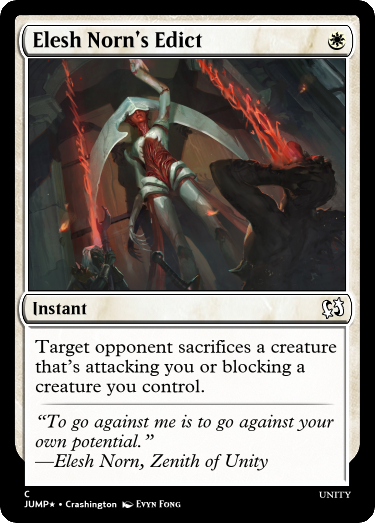 Elesh Norn's Edict
Instant
Target opponent sacrifices a creature
that's attacking you or blocking a
creature you control.
“To go against me is to go against your
own potential.”
—Elesh Norn, Zenith of Unity
C
JUMP★ • Crashington Evyn Fong
UNITY